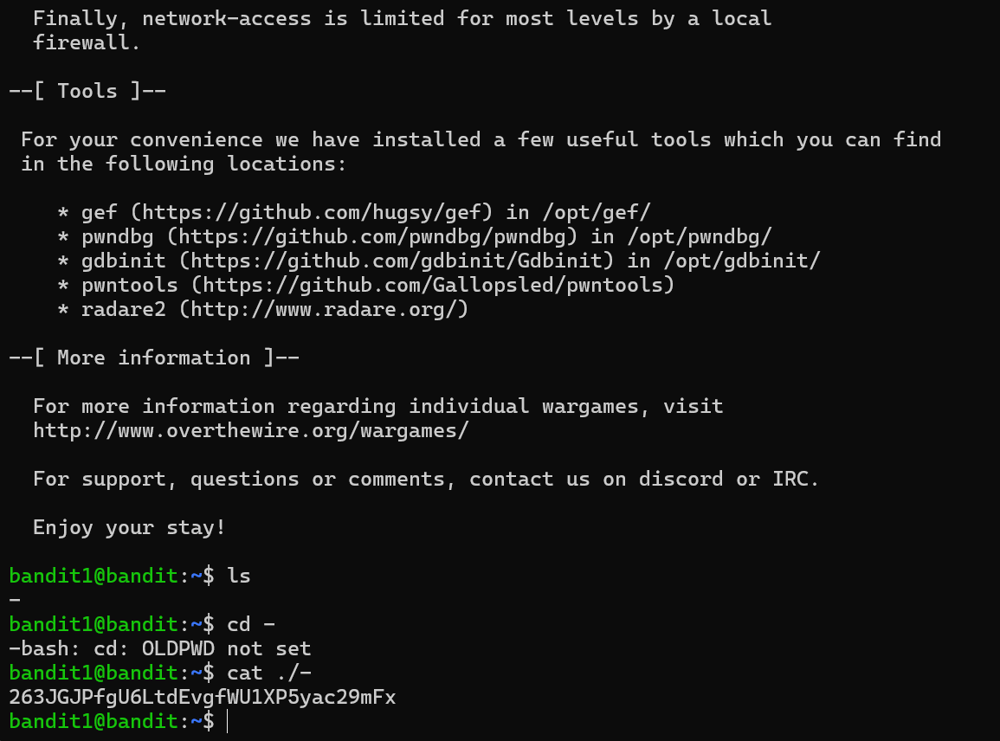 Finally, network-access is limited for most levels by a local
firewall.
--[ Tools ]--
For your convenience we have installed a few useful tools which you can find
in the following locations:
* gef (https://github.com/hugsy/gef) in /opt/gef/
* pwndbg (https://github.com/pwndbg/pwndbg) in /opt/pwndbg/
* gdbinit (https://github.com/gdbinit/Gdbinit) in /opt/gdbinit/
* pwntools (https://github.com/Gallopsled/pwntools)
* radare2 (http://www.radare.org/)
--[ More information ]--
For more information regarding individual wargames, visit
http://www.overthewire.org/wargames/
For support, questions or comments, contact us on discord or IRC.
Enjoy your stay!
bandit1@bandit:~$ ls
-
bandit1@bandit:~$ cd -
-bash: cd: OLDPWD not set
bandit1@bandit:~$ cat ./-
263JGJPfgU6LtdEvgfWU1XP5yac29mFx
bandit1@bandit:~$